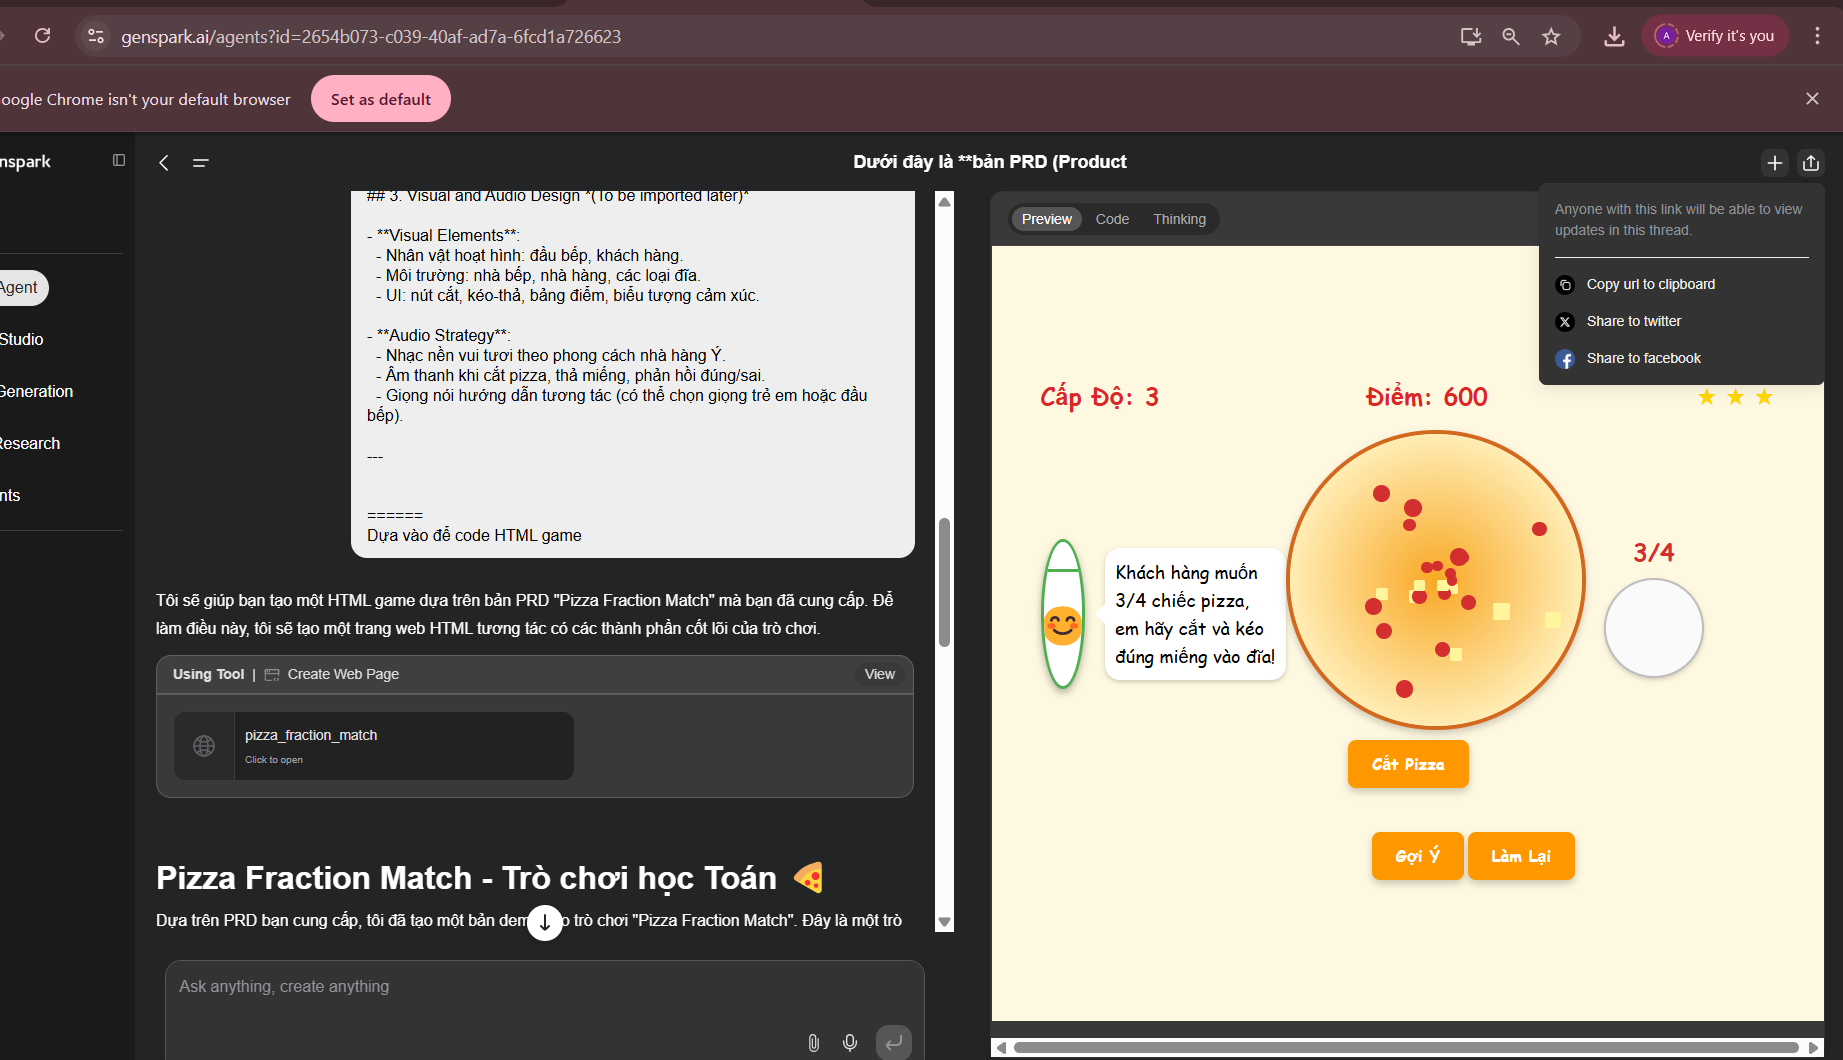 genspark.ai/agents?id=2654b073-c039-40af-ad7a-6fcd1a726623
A
Verify it's you
oogle Chrome isn't your default browser
Set as default
nspark
Agent
Studio
Generation
Research
nts
Dưới đây là **bản PRD (Product
## 3. Visual and Audio Design *(To be imported later)*
- **Visual Elements**:
- Nhân vật hoạt hình: đầu bếp, khách hàng.
- Môi trường: nhà bếp, nhà hàng, các loại đĩa.
- UI: nút cắt, kéo-thả, bảng điểm, biểu tượng cảm xúc.
- **Audio Strategy**:
- Nhạc nền vui tươi theo phong cách nhà hàng Ý.
- Âm thanh khi cắt pizza, thả miếng, phản hồi đúng/sai.
- Giọng nói hướng dẫn tương tác (có thể chọn giọng trẻ em hoặc đầu
bếp).
---
======
Dựa vào để code HTML game
Tôi sẽ giúp bạn tạo một HTML game dựa trên bản PRD "Pizza Fraction Match" mà bạn đã cung cấp. Để
làm điều này, tôi sẽ tạo một trang web HTML tương tác có các thành phần cốt lõi của trò chơi.
Using Tool | Create Web Page
View
pizza_fraction_match
Click to open
Pizza Fraction Match - Trò chơi học Toán 🍕
Dựa trên PRD bạn cung cấp, tôi đã tạo một bản dem o trò chơi "Pizza Fraction Match". Đây là một trò
Ask anything, create anything
Preview
Code
Thinking
Anyone with this link will be able to view
updates in this thread.
Copy url to clipboard
Share to twitter
Share to facebook
Cấp Độ: 3
Điểm: 600
★ ★ ★
Khách hàng muốn
3/4 chiếc pizza,
em hãy cắt và kéo
đúng miếng vào đĩa!
3/4
Cắt Pizza
Gợi Ý
Làm Lại